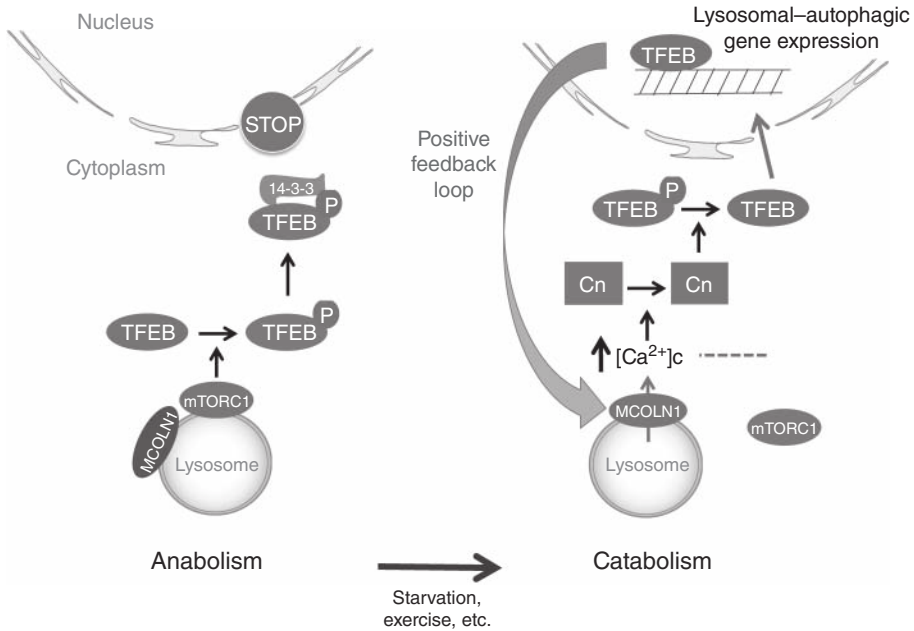 Nucleus
STOP
Cytoplasm
14-3-3
TFEB
P
TFEB
TFEB
P
mTORC1
MCOLN1
Lysosome
Anabolism
Lysosomal–autophagic
gene expression
TFEB
Positive
feedback
loop
TFEB
P
TFEB
Cn
Cn
[Ca²⁺]c
MCOLN1
mTORC1
Lysosome
Catabolism
Starvation,
exercise, etc.